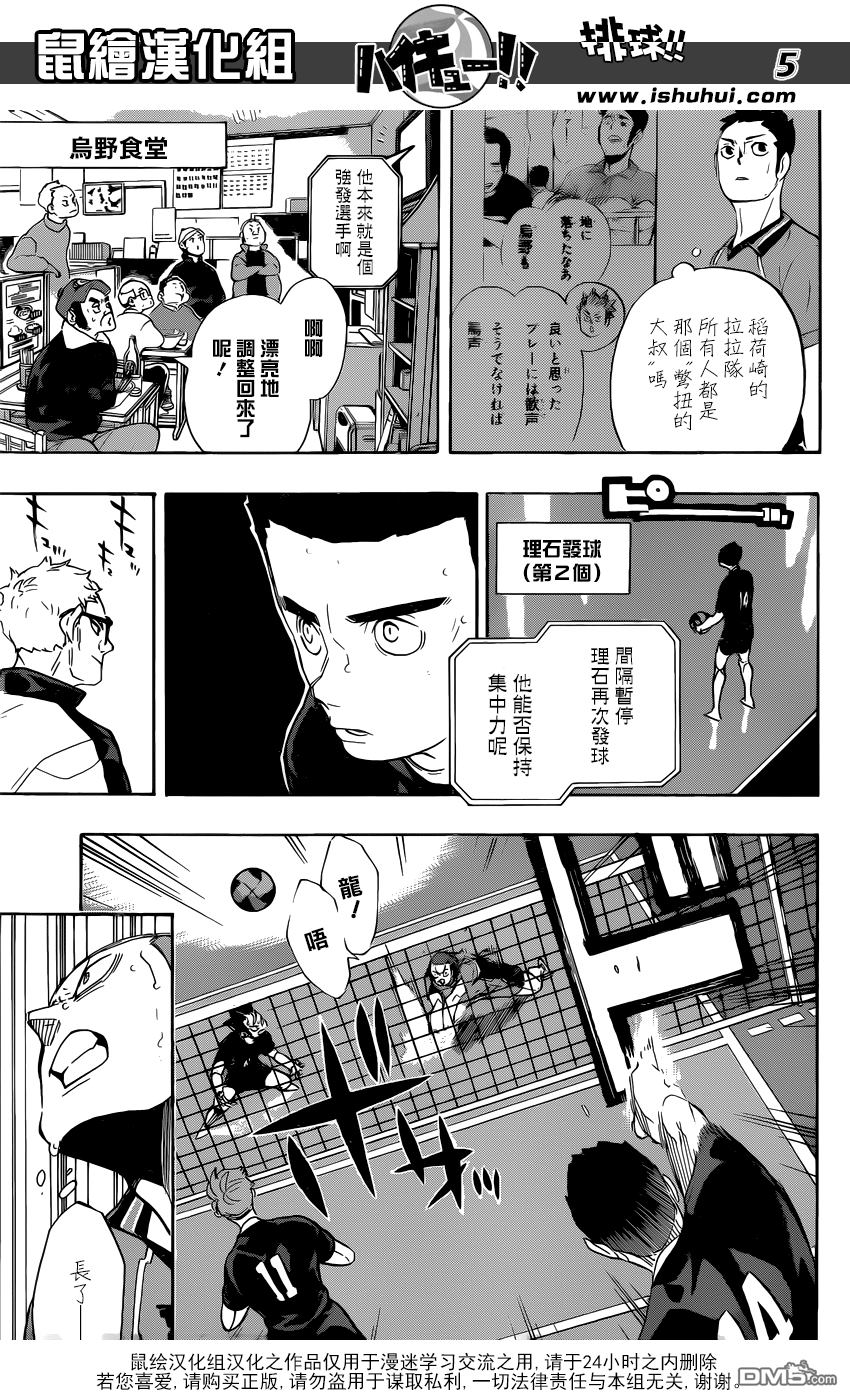 鼠繪漢化組
ハイキュー!!
排球!!
5
www.ishuhui.com
稻荷崎的
拉拉隊
所有人都是
那個"彆扭的
大叔"嗎
地に
落ちたなあ
烏野も
良いと思った
プレーには歓声
そうでなければ
罵声
烏野食堂
他本來就是個
強發選手啊
啊啊
漂亮地
調整回來了
呢!
ピ
理石發球
(第2個)
間隔暫停
理石再次發球
他能否保持
集中力呢
ドッ
龍!
唔
長了——
鼠绘汉化组汉化之作品仅用于漫迷学习交流之用, 请于24小时之内删除
若您喜爱, 请购买正版, 请勿盗用于谋取私利, 一切法律责任与本组无关, 谢谢。
DM5.com